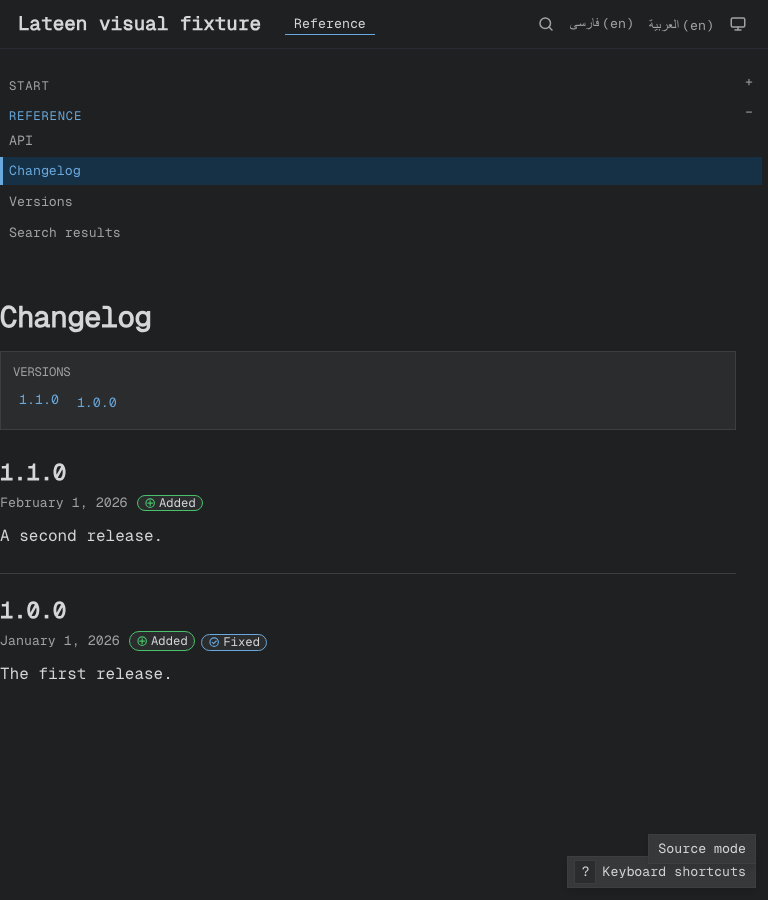 Lateen visual fixture Reference فارسی (en) العربية (en)
START +
REFERENCE −
API
Changelog
Versions
Search results
Changelog
VERSIONS
1.1.0 1.0.0
1.1.0
February 1, 2026 Added
A second release.
1.0.0
January 1, 2026 Added Fixed
The first release.
Source mode
? Keyboard shortcuts